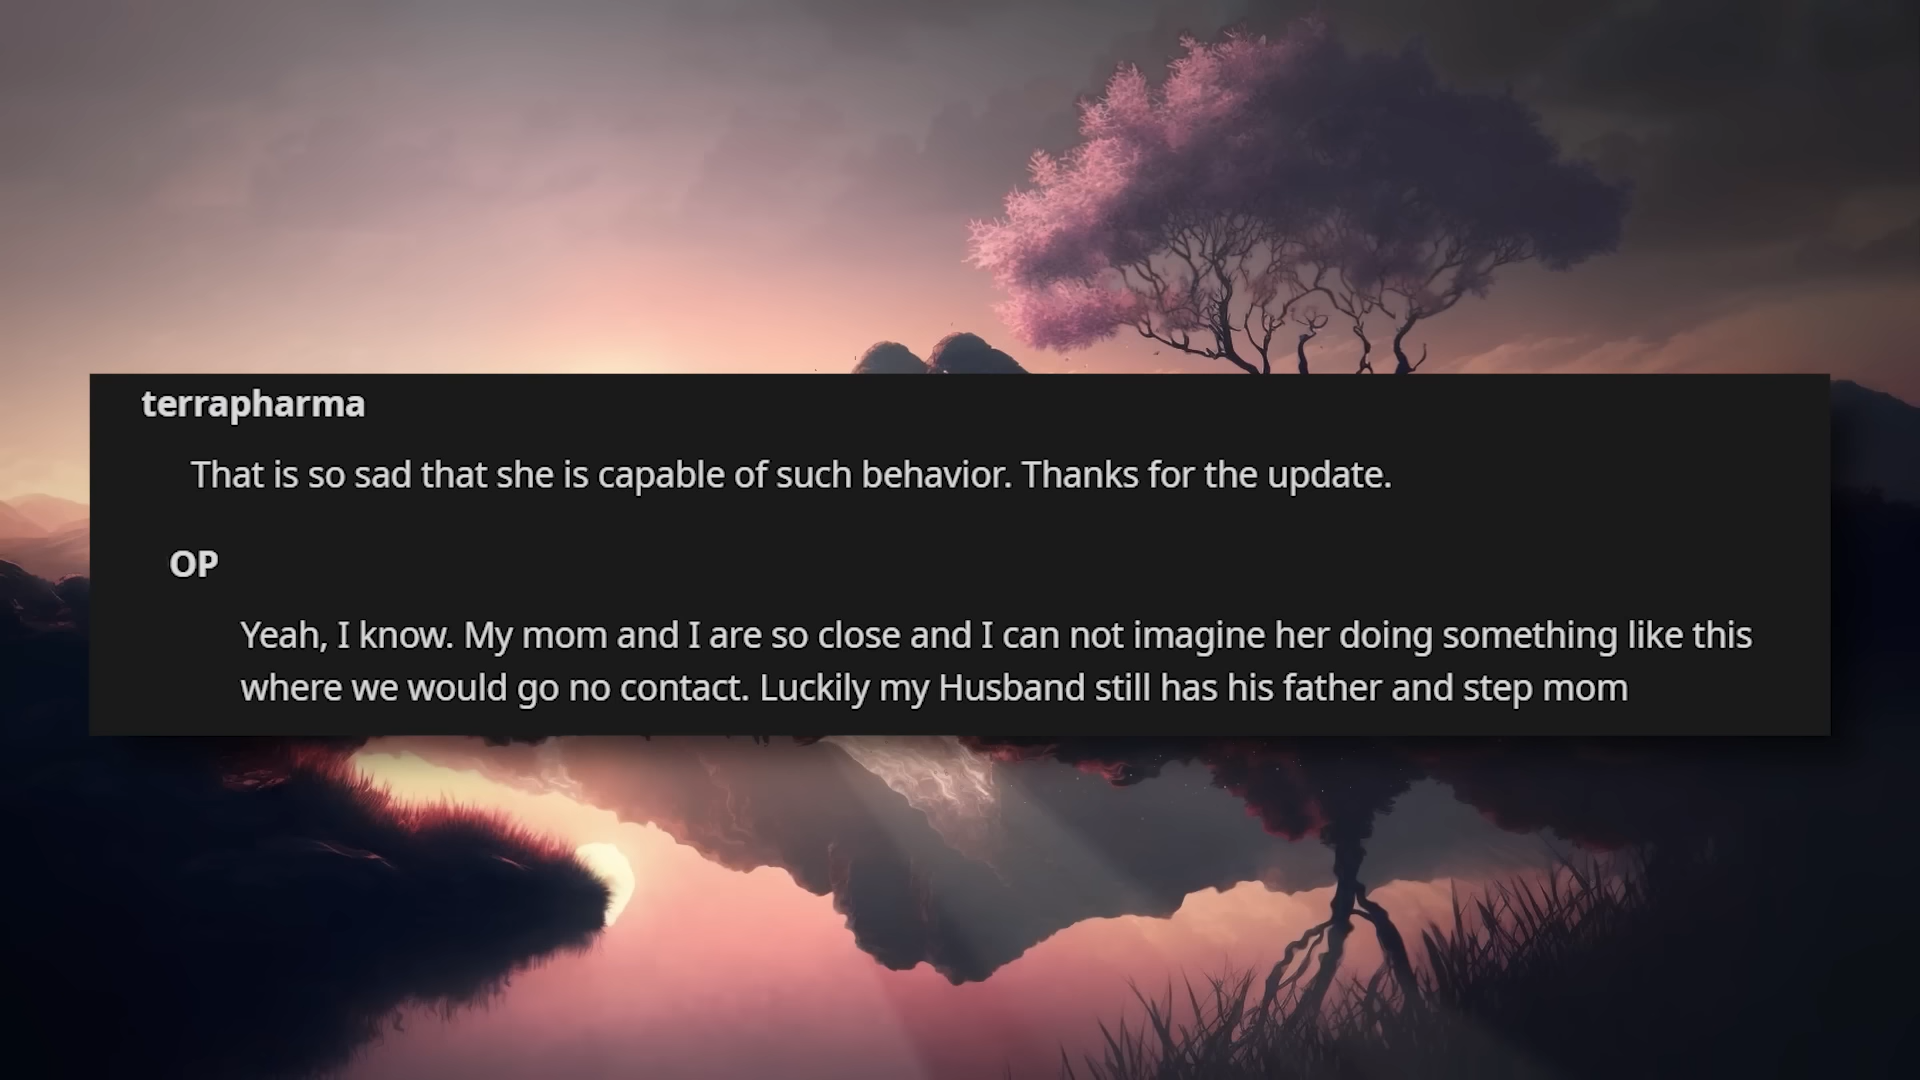 terrapharma
That is so sad that she is capable of such behavior. Thanks for the update.
OP
Yeah, I know. My mom and I are so close and I can not imagine her doing something like this
where we would go no contact. Luckily my Husband still has his father and step mom